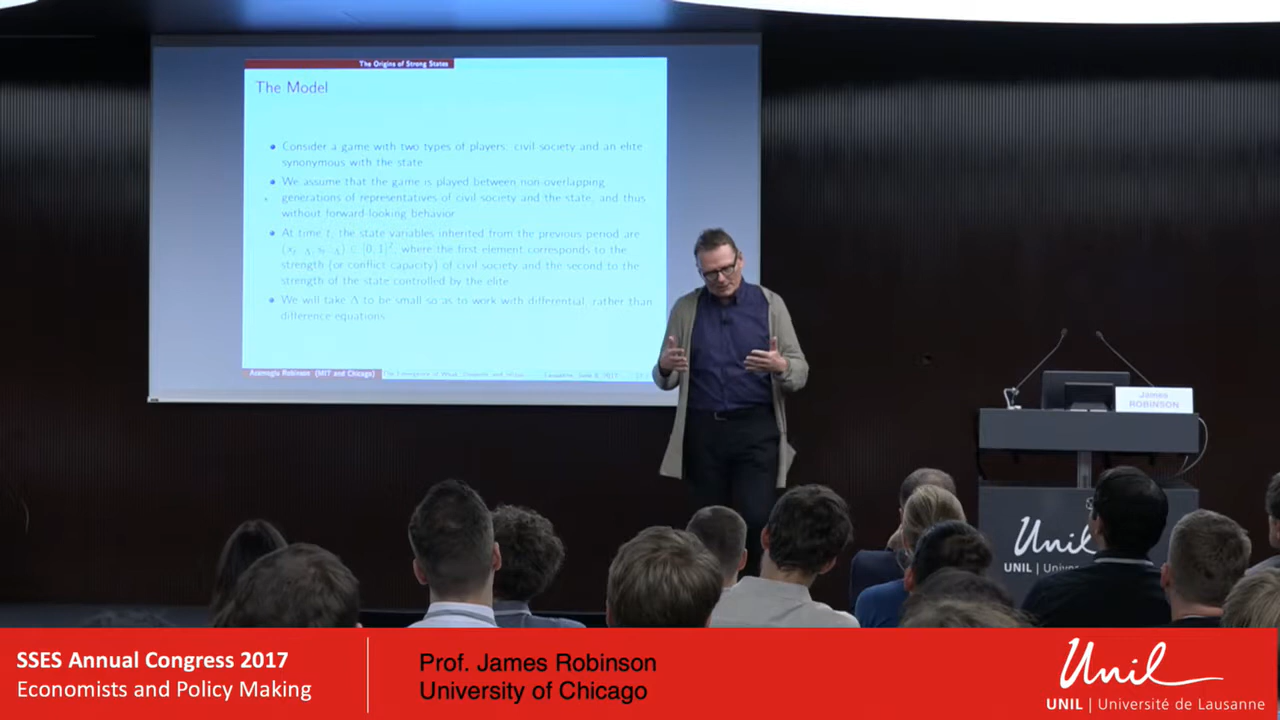 The Origins of Strong States
The Model
Consider a game with two types of players: civil society and an elite
synonymous with the state
We assume that the game is played between non-overlapping
generations of representatives of civil society and the state, and thus
without forward-looking behavior
At time t, the state variables inherited from the previous period are
where the first element corresponds to the
strength (or conflict capacity) of civil society and the second to the
strength of the state controlled by the elite
We will take Δ to be small so as to work with differential, rather than
difference equations
Acemoglu Robinson (MIT and Chicago)
James
ROBINSON
Unil
UNIL |
SSES Annual Congress 2017
Economists and Policy Making
Prof. James Robinson
University of Chicago
Unil
UNIL | Université de Lausanne